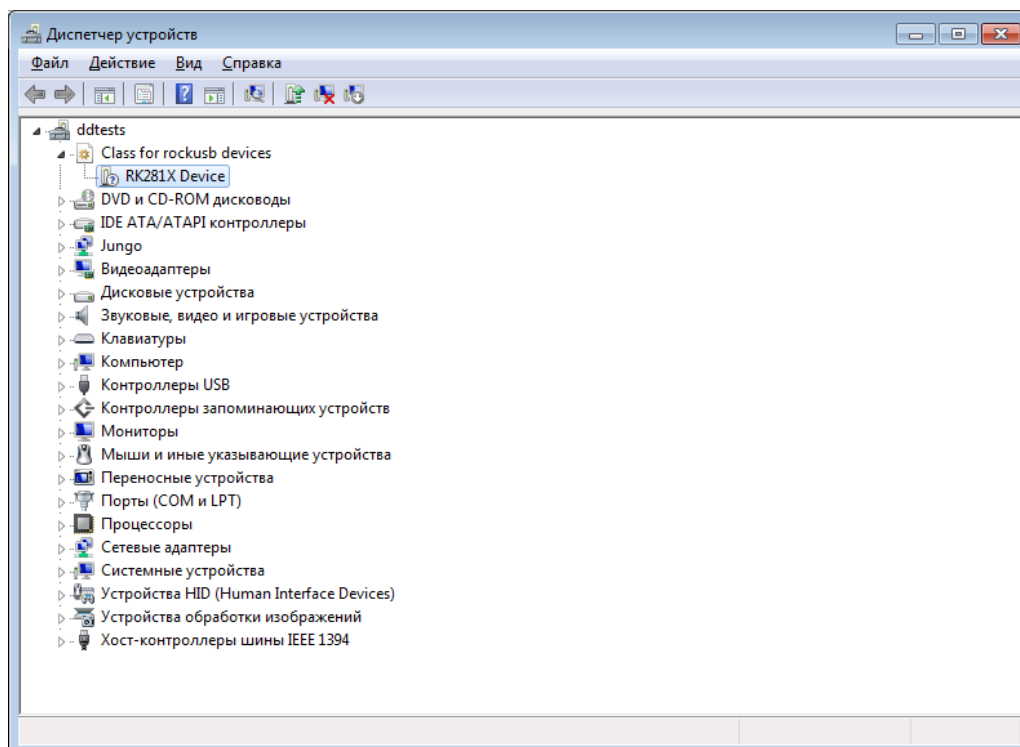 Диспетчер устройств
Файл Действие Вид Справка
ddtests
Class for rockusb devices
RK281X Device
DVD и CD-ROM дисководы
IDE ATA/ATAPI контроллеры
Jungo
Видеоадаптеры
Дисковые устройства
Звуковые, видео и игровые устройства
Клавиатуры
Компьютер
Контроллеры USB
Контроллеры запоминающих устройств
Мониторы
Мыши и иные указывающие устройства
Переносные устройства
Порты (COM и LPT)
Процессоры
Сетевые адаптеры
Системные устройства
Устройства HID (Human Interface Devices)
Устройства обработки изображений
Хост-контроллеры шины IEEE 1394